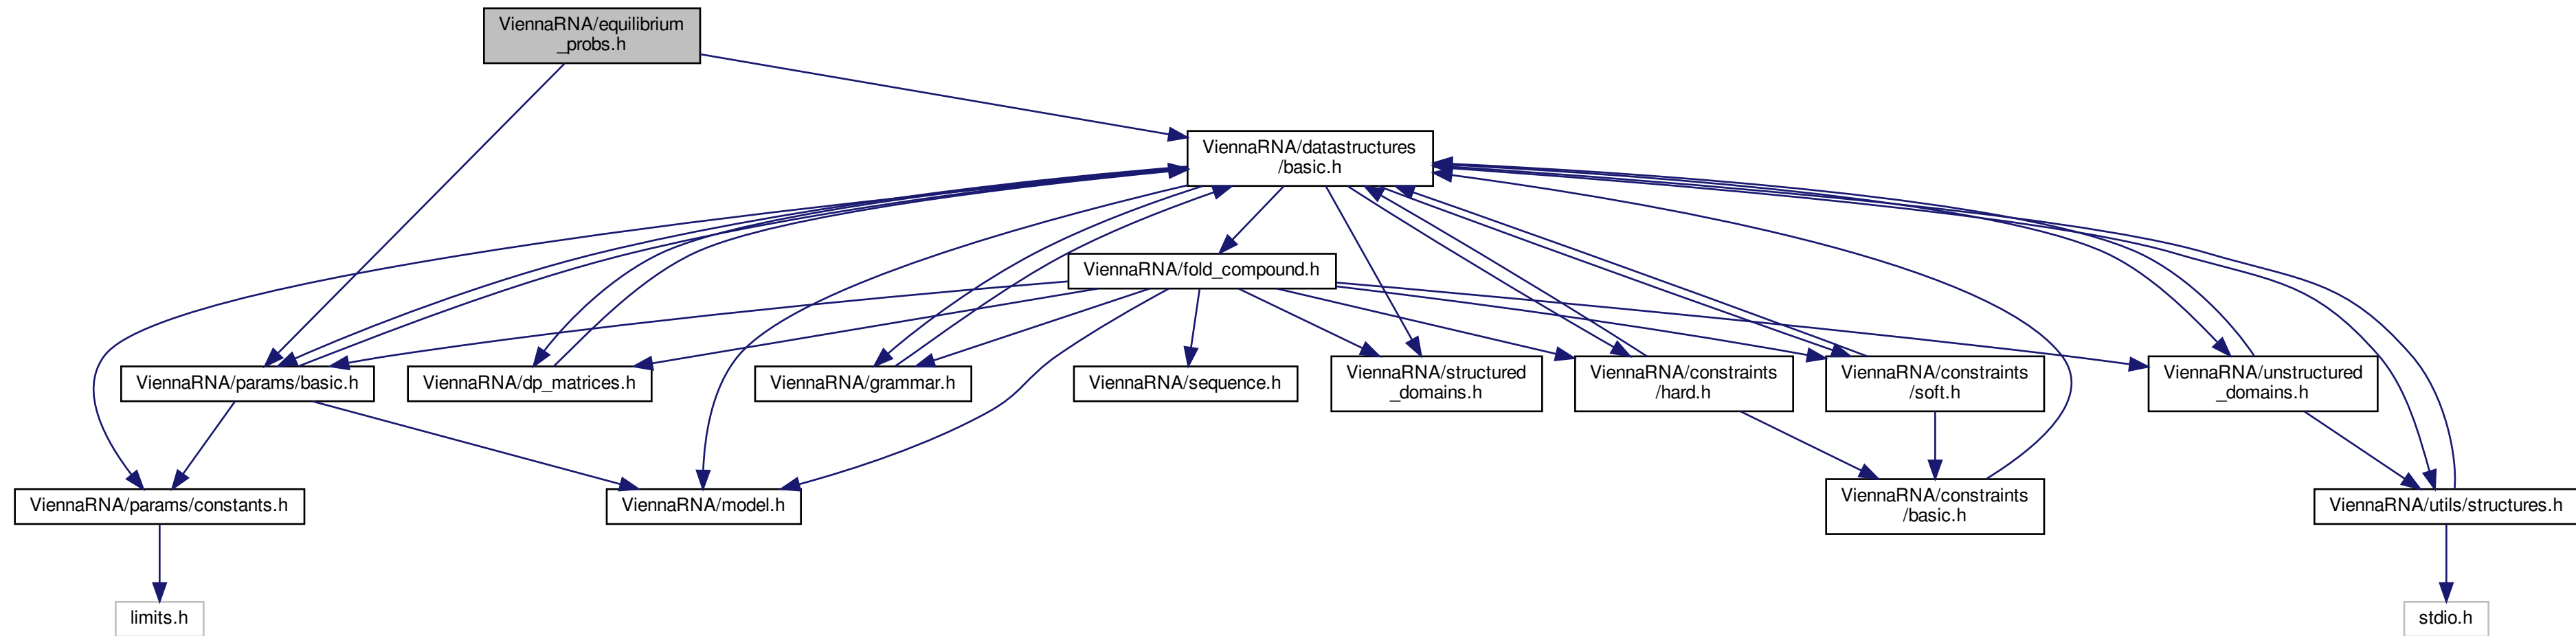 ViennaRNA/equilibrium
_probs.h
ViennaRNA/datastructures
/basic.h
ViennaRNA/fold_compound.h
ViennaRNA/params/basic.h
ViennaRNA/dp_matrices.h
ViennaRNA/grammar.h
ViennaRNA/sequence.h
ViennaRNA/structured
_domains.h
ViennaRNA/constraints
/hard.h
ViennaRNA/constraints
/soft.h
ViennaRNA/unstructured
_domains.h
ViennaRNA/params/constants.h
ViennaRNA/model.h
ViennaRNA/constraints
/basic.h
ViennaRNA/utils/structures.h
limits.h
stdio.h